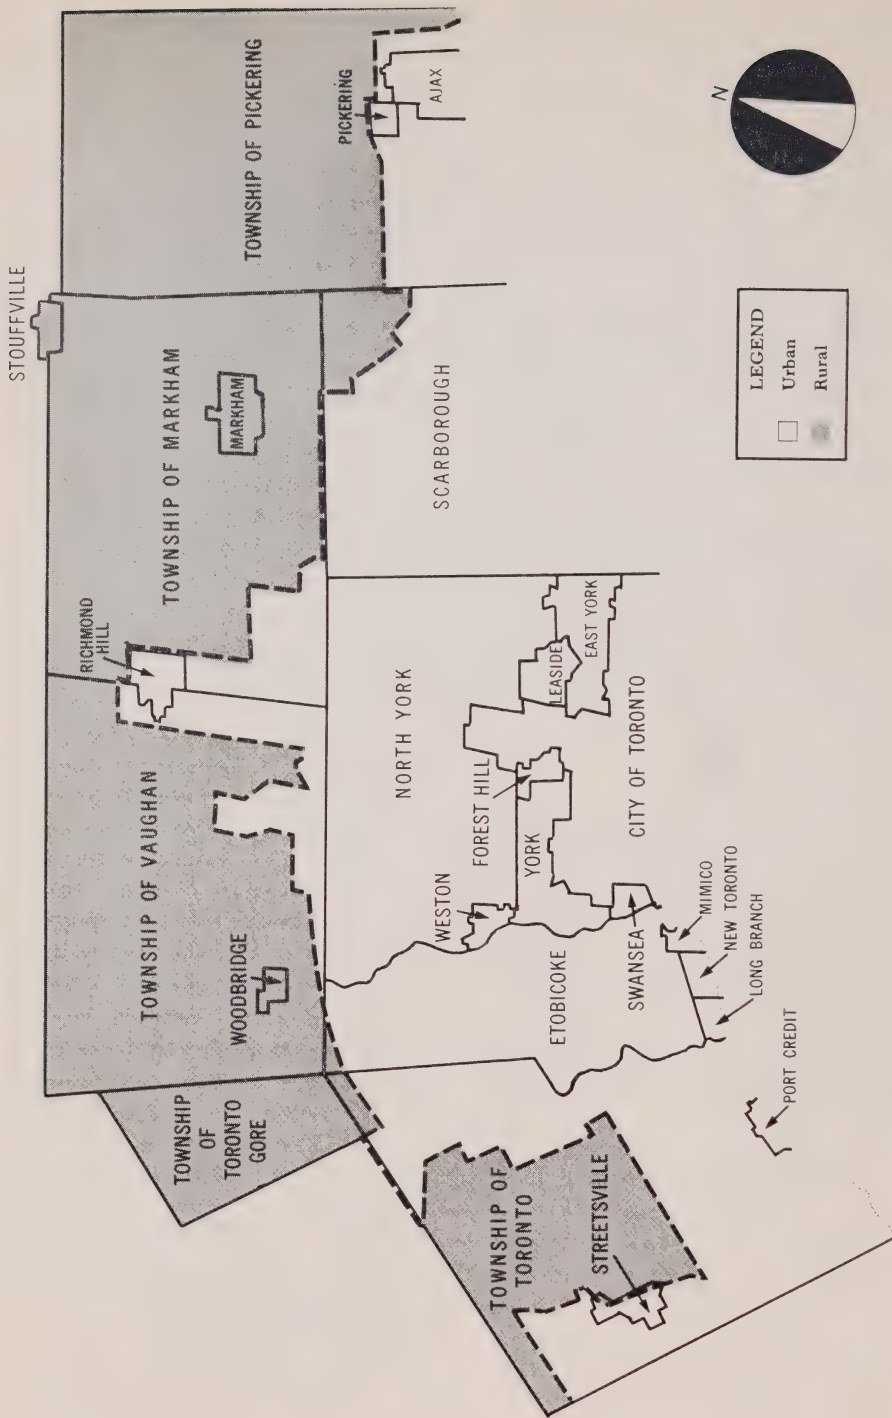 STOUFFVILLE
TOWNSHIP OF PICKERING
PICKERING
AJAX
TOWNSHIP OF MARKHAM
MARKHAM
RICHMOND
HILL
TOWNSHIP OF VAUGHAN
WOODBRIDGE
TOWNSHIP
OF
TORONTO
GORE
TOWNSHIP OF
TORONTO
STREETSVILLE
SCARBOROUGH
NORTH YORK
EAST YORK
LEASIDE
FOREST HILL
YORK
WESTON
CITY OF TORONTO
ETOBICOKE
SWANSEA
MIMICO
NEW TORONTO
LONG BRANCH
PORT CREDIT
N
LEGEND
Urban
Rural